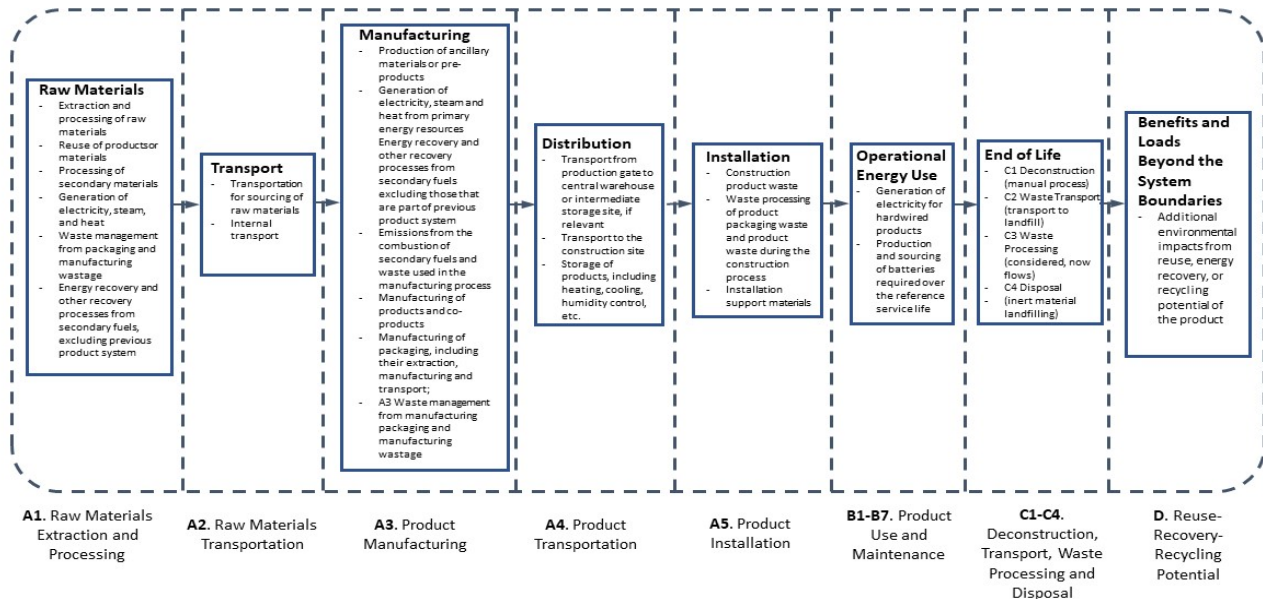 Raw Materials
- Extraction and
processing of raw
materials
- Reuse of productsor
materials
- Processing of
secondary materials
- Generation of
electricity, steam,
and heat
- Waste management
from packaging and
manufacturing
wastage
- Energy recovery and
other recovery
processes from
secondary fuels,
excluding previous
product system
Transport
- Transportation
for sourcing of
raw materials
- Internal
transport
Manufacturing
- Production of ancillary
materials or pre-
products
- Generation of
electricity, steam and
heat from primary
energy resources
Energy recovery and
other recovery
processes from
secondary fuels
excluding those that
are part of previous
product system
- Emissions from the
combustion of
secondary fuels and
waste used in the
manufacturing process
- Manufacturing of
products and co-
products
- Manufacturing of
packaging, including
their extraction,
manufacturing and
transport;
- A3 Waste management
from manufacturing
packaging and
manufacturing
wastage
Distribution
- Transport from
production gate to
central warehouse
or intermediate
storage site, if
relevant
- Transport to the
construction site
- Storage of
products, including
heating, cooling,
humidity control,
etc.
Installation
- Construction
product waste
- Waste processing
of product
packaging waste
and product
waste during the
construction
process
- Installation
support materials
Operational
Energy Use
- Generation of
electricity for
hardwired
products
- Production
and sourcing
of batteries
required over
the reference
service life
End of Life
- C1 Deconstruction
(manual process)
- C2 Waste Transport
(transport to
landfill)
- C3 Waste
Processing
(considered, now
flows)
- C4 Disposal
- (inert material
landfilling)
Benefits and
Loads
Beyond the
System
Boundaries
- Additional
environmental
impacts from
reuse, energy
recovery, or
recycling
potential of
the product
A1. Raw Materials
Extraction and
Processing
A2. Raw Materials
Transportation
A3. Product
Manufacturing
A4. Product
Transportation
A5. Product
Installation
B1-B7. Product
Use and
Maintenance
C1-C4.
Deconstruction,
Transport, Waste
Processing and
Disposal
D. Reuse-
Recovery-
Recycling
Potential